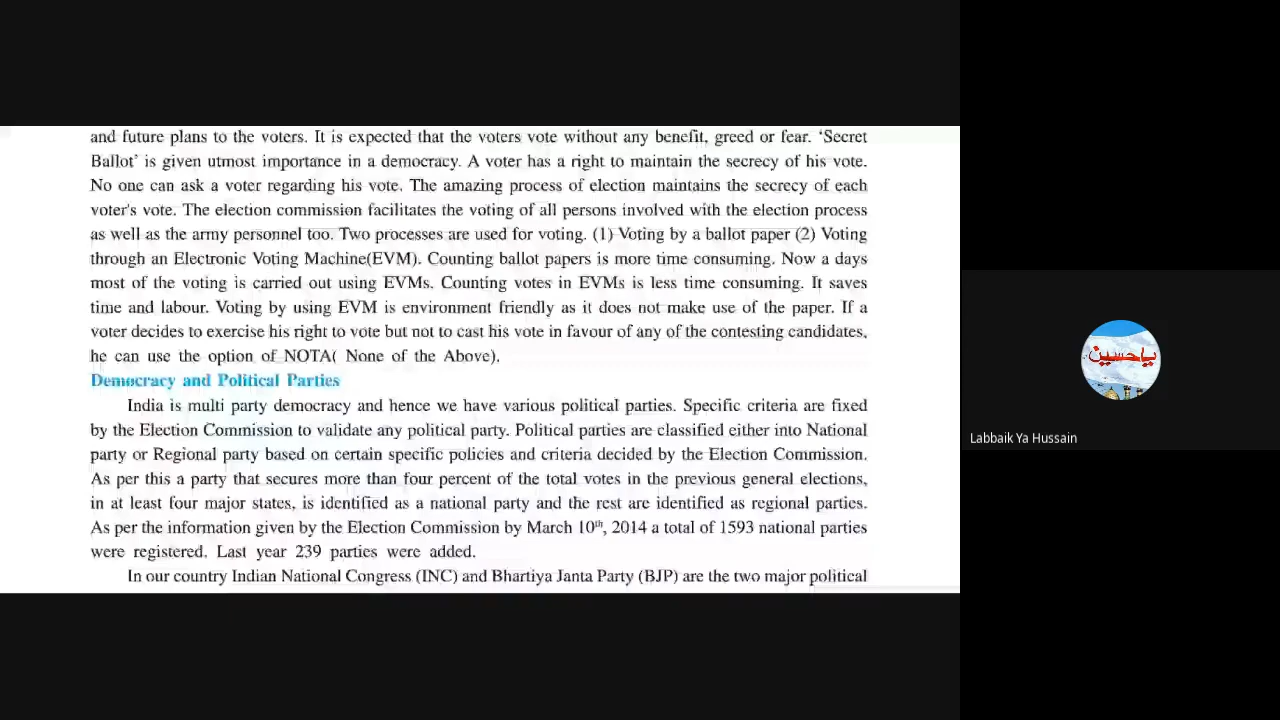 and future plans to the voters. It is expected that the voters vote without any benefit, greed or fear. ‘Secret
Ballot’ is given utmost importance in a democracy. A voter has a right to maintain the secrecy of his vote.
No one can ask a voter regarding his vote. The amazing process of election maintains the secrecy of each
voter's vote. The election commission facilitates the voting of all persons involved with the election process
as well as the army personnel too. Two processes are used for voting. (1) Voting by a ballot paper (2) Voting
through an Electronic Voting Machine(EVM). Counting ballot papers is more time consuming. Now a days
most of the voting is carried out using EVMs. Counting votes in EVMs is less time consuming. It saves
time and labour. Voting by using EVM is environment friendly as it does not make use of the paper. If a
voter decides to exercise his right to vote but not to cast his vote in favour of any of the contesting candidates,
he can use the option of NOTA( None of the Above).
Democracy and Political Parties
India is multi party democracy and hence we have various political parties. Specific criteria are fixed
by the Election Commission to validate any political party. Political parties are classified either into National
party or Regional party based on certain specific policies and criteria decided by the Election Commission.
As per this a party that secures more than four percent of the total votes in the previous general elections,
in at least four major states, is identified as a national party and the rest are identified as regional parties.
As per the information given by the Election Commission by March 10th, 2014 a total of 1593 national parties
were registered. Last year 239 parties were added.
In our country Indian National Congress (INC) and Bhartiya Janta Party (BJP) are the two major political
ياحسين
Labbaik Ya Hussain